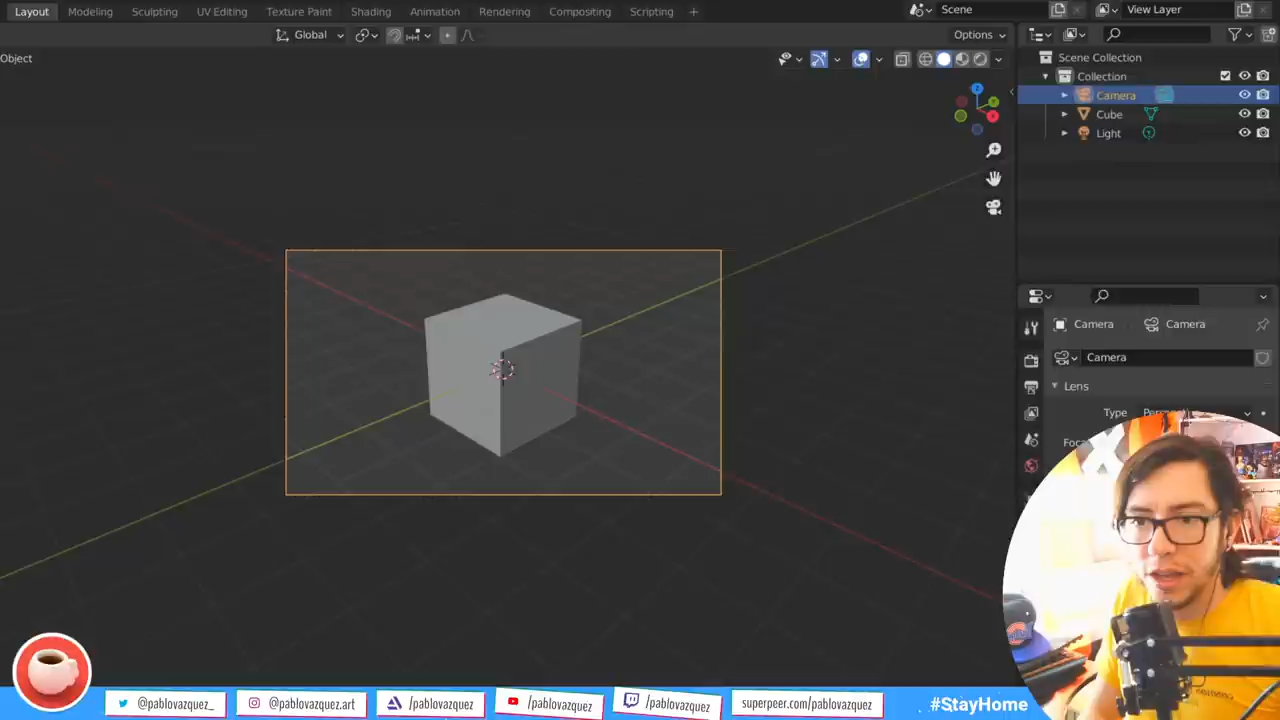 Layout Modeling Sculpting UV Editing Texture Paint Shading Animation Rendering Compositing Scripting + Scene View Layer
Global Options
Object
Scene Collection
Collection
Camera
Cube
Light
Z
Camera Camera
Camera
Lens
Type
@pablovazquez_ @pablovazquez.art /pablovazquez /pablovazquez /pablovazquez superpeer.com/pablovazquez #StayHome